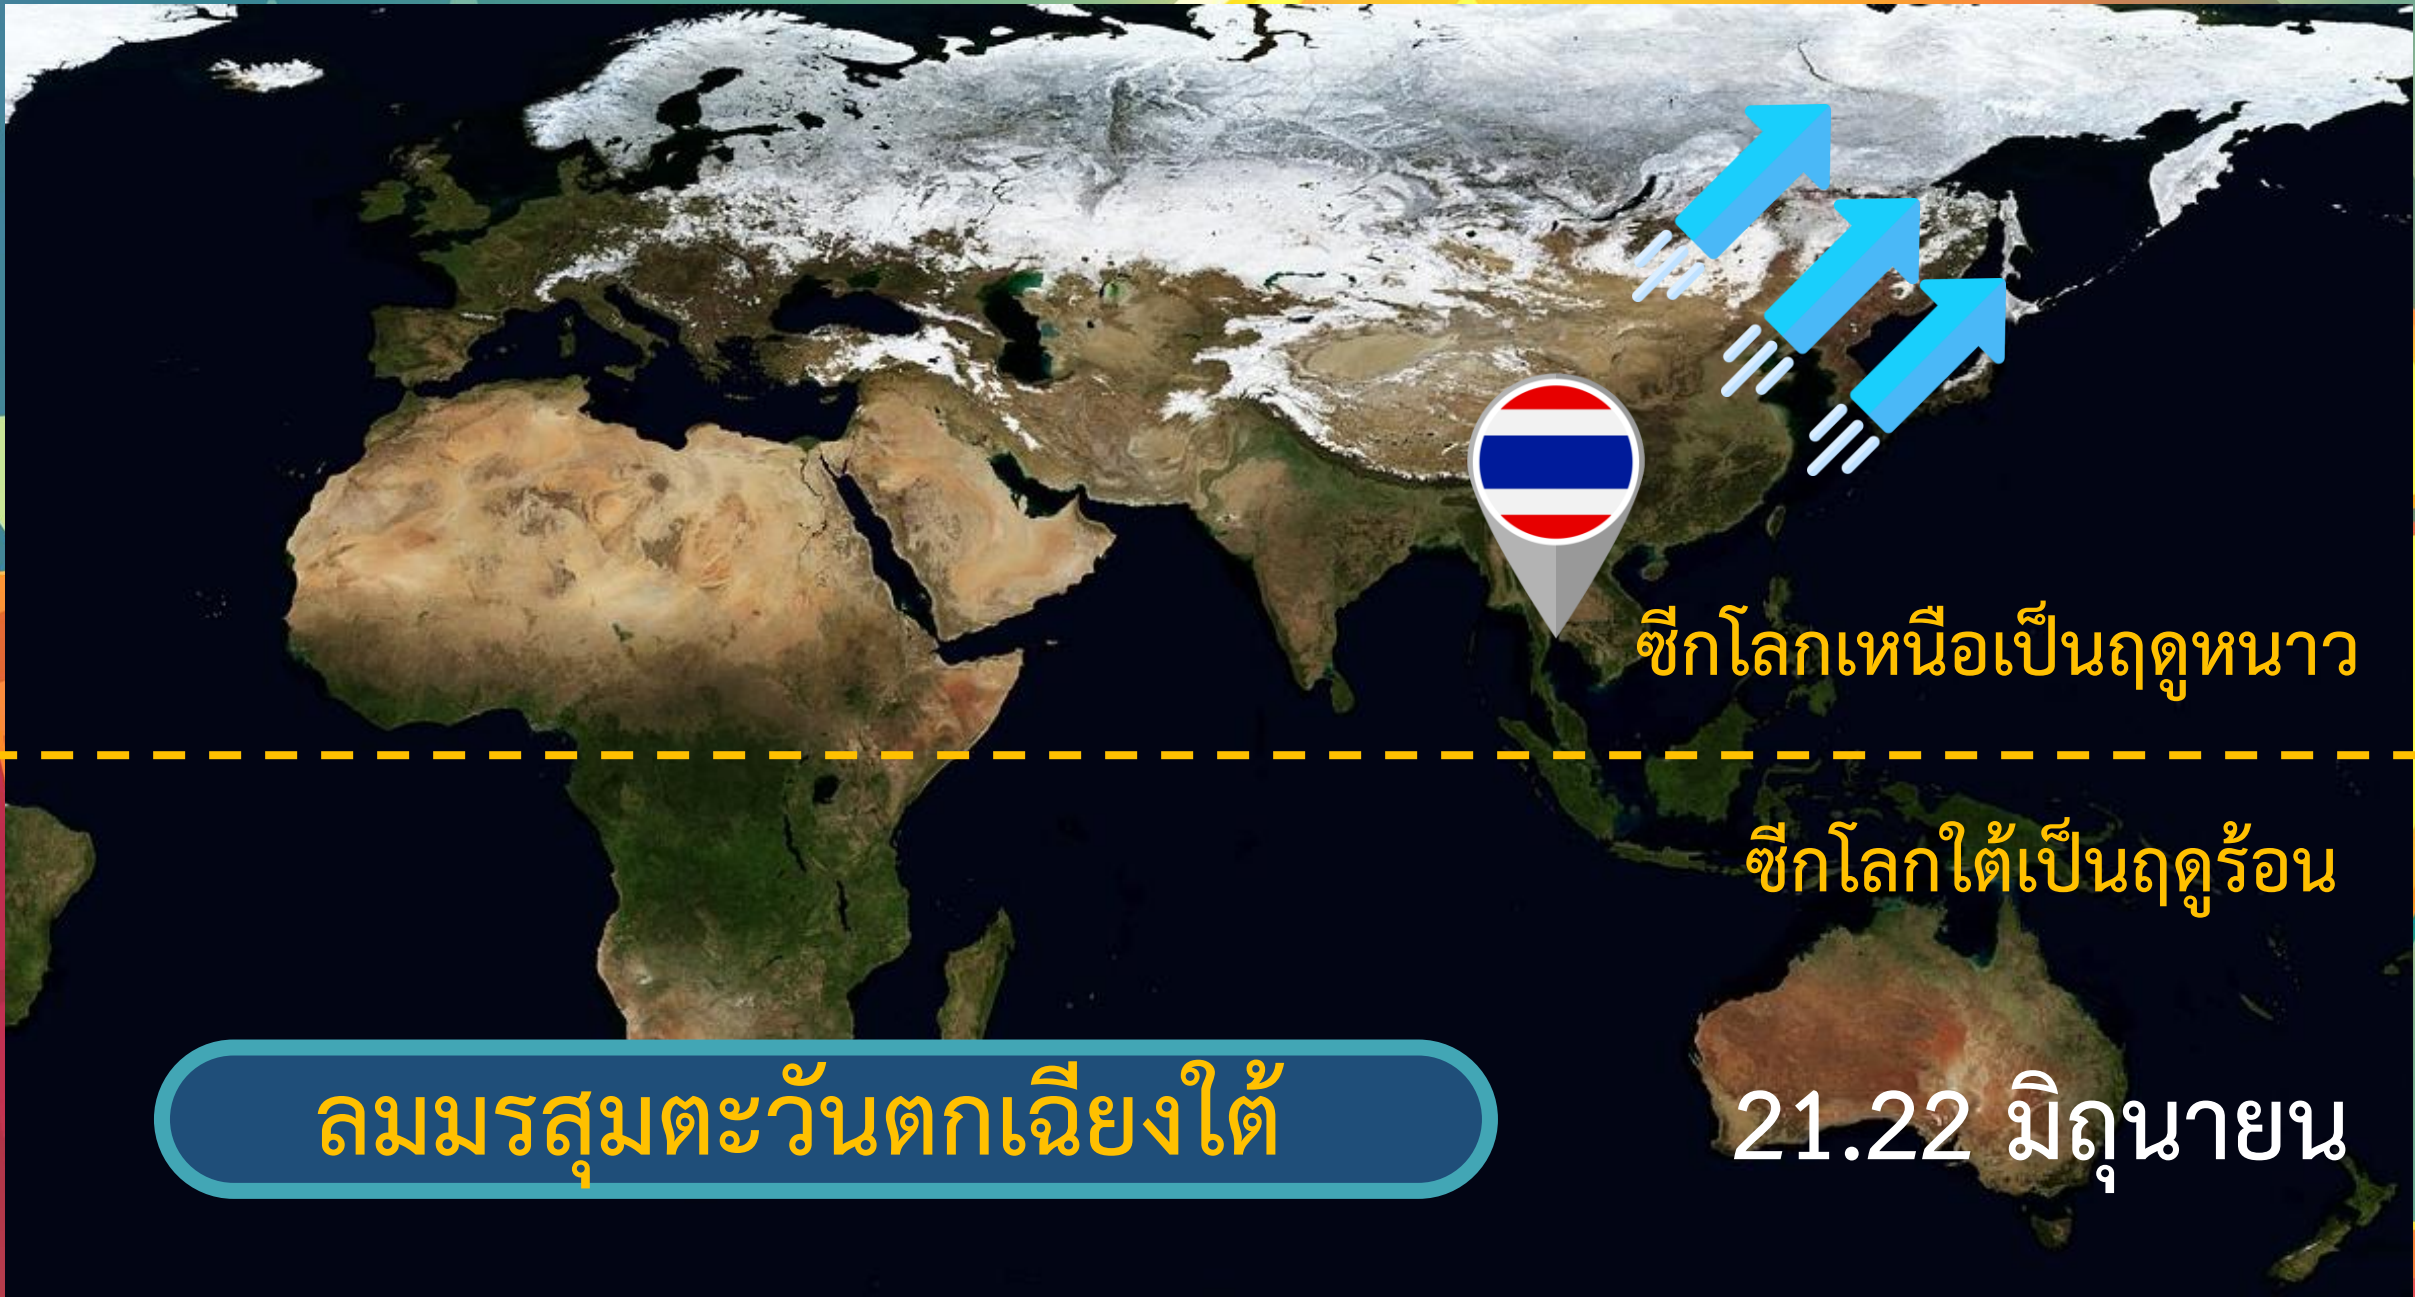 ซีกโลกเหนือเป็นฤดูหนาว
ซีกโลกใต้เป็นฤดูร้อน
ลมมรสุมตะวันตกเฉียงใต้
21.22 มิถุนายน